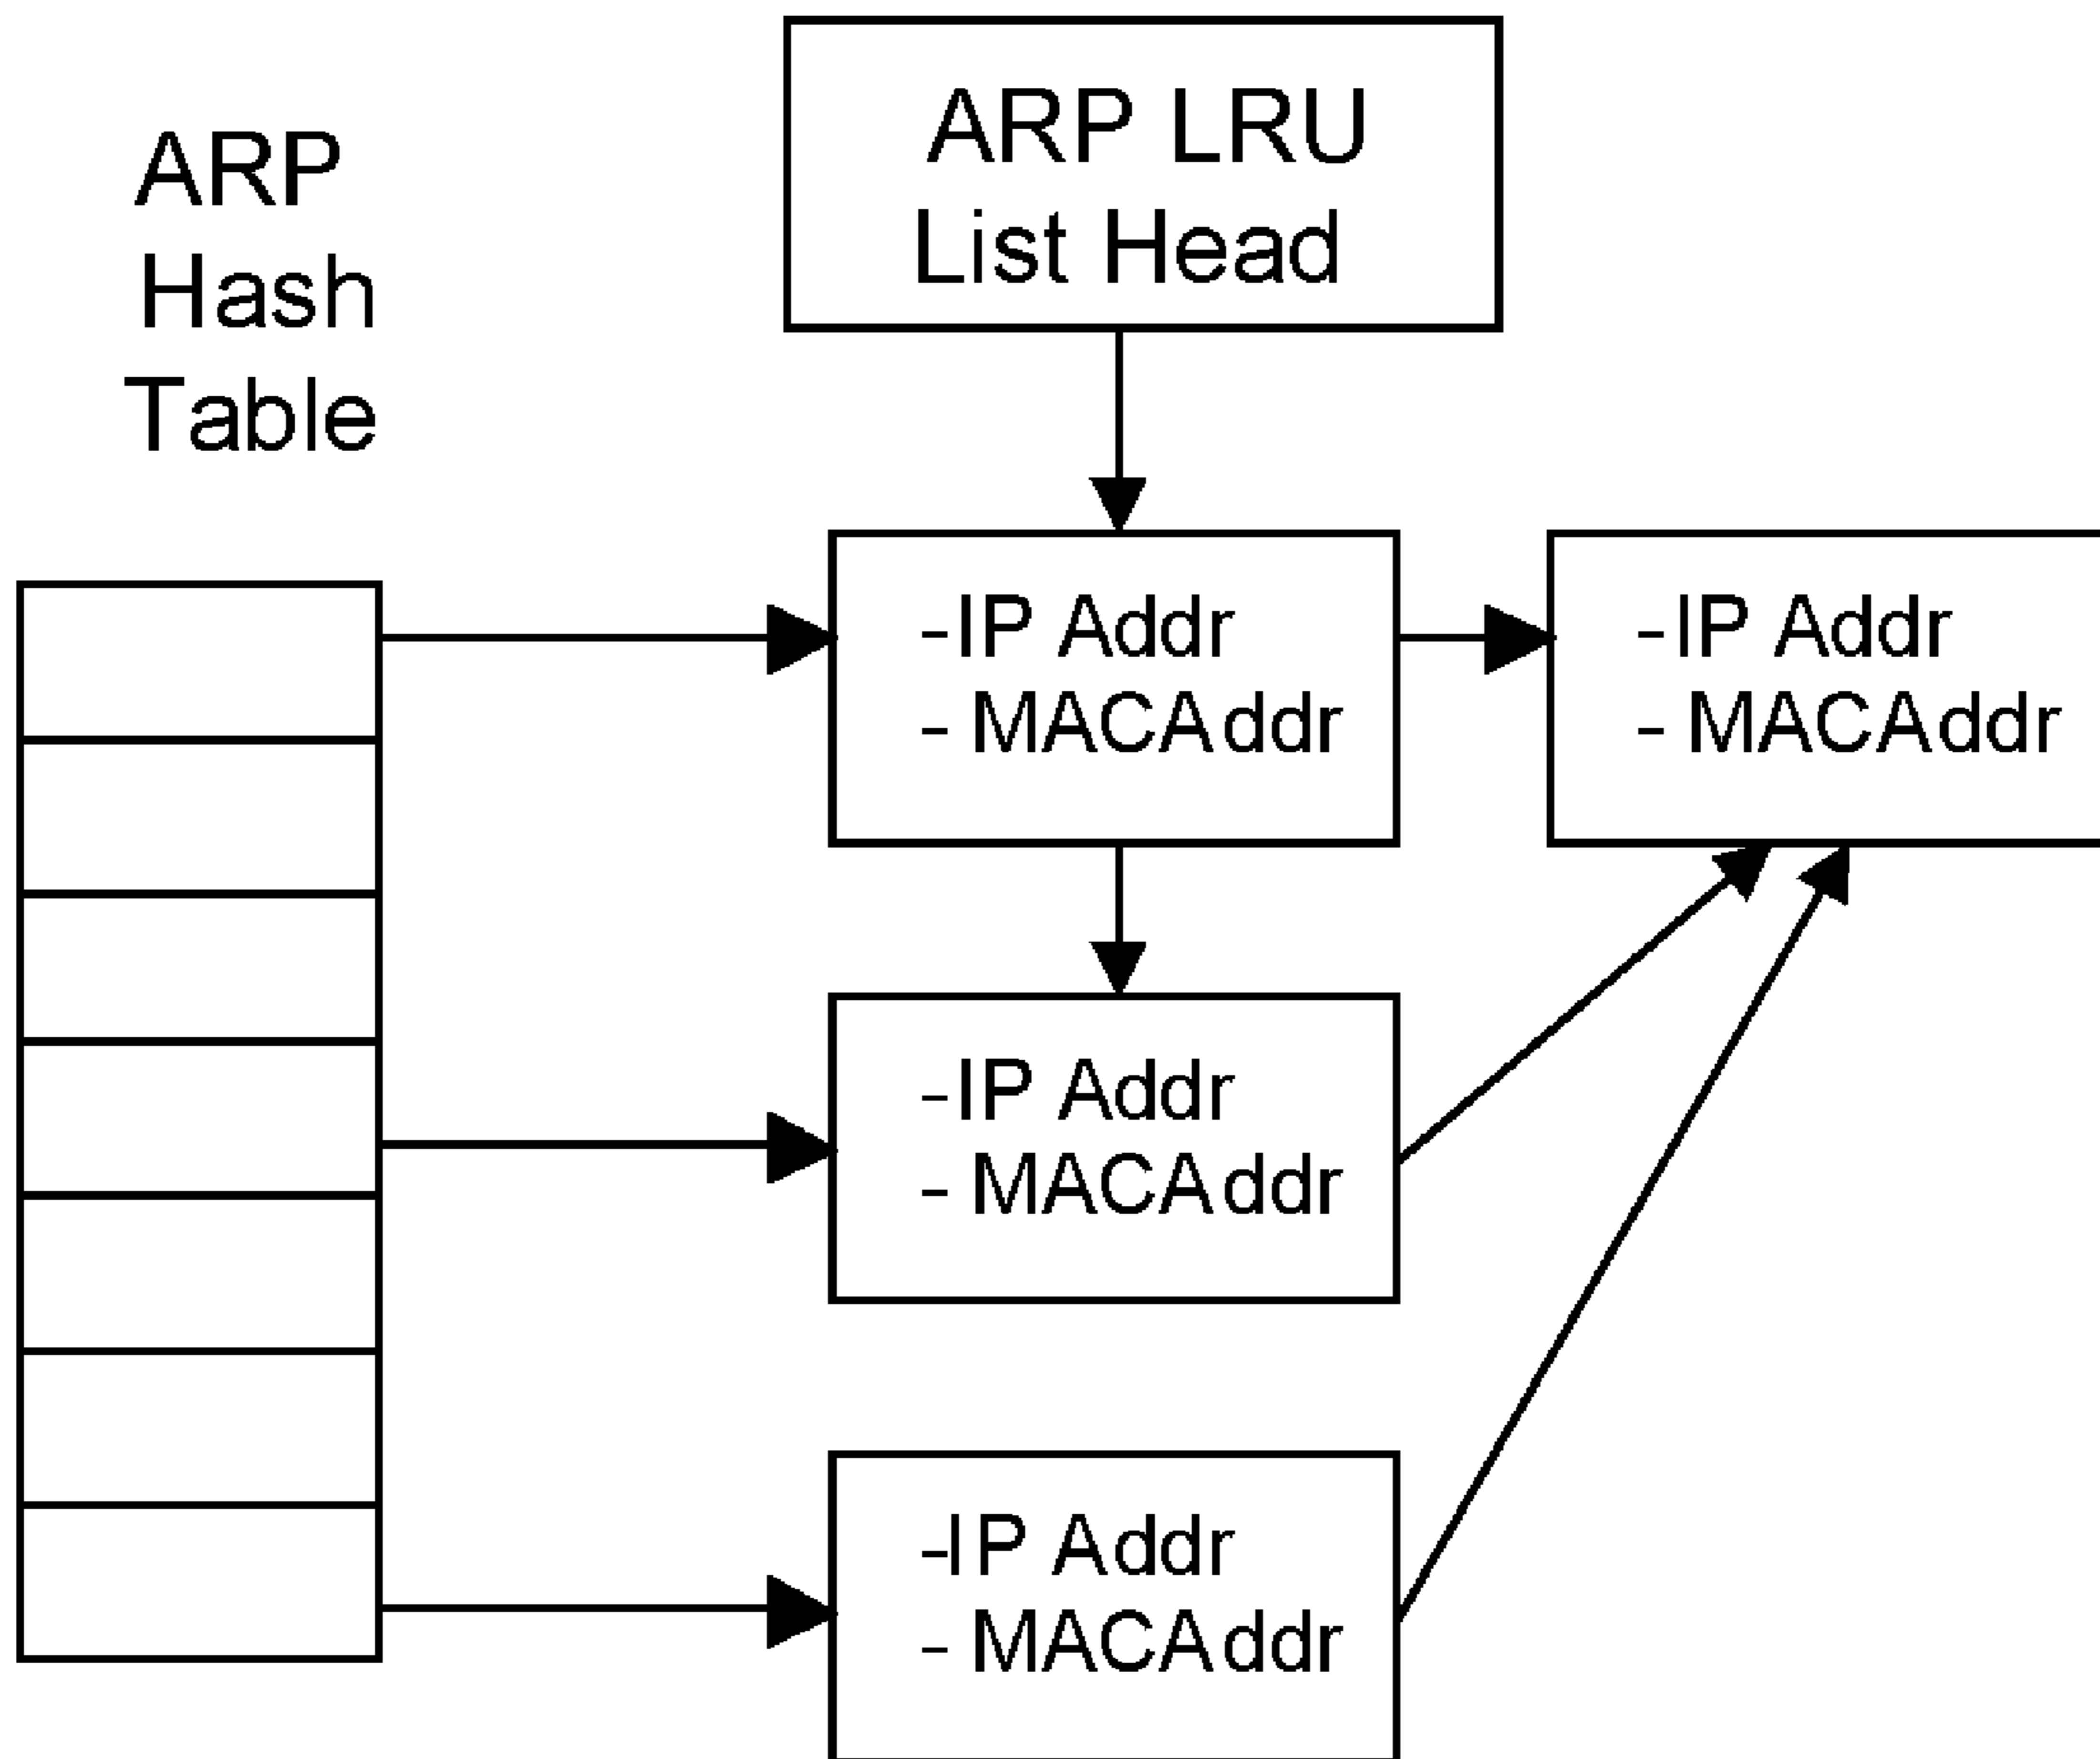 ARP
Hash
Table
ARP LRU
List Head
-IP Addr
- MACAddr
-IP Addr
- MACAddr
-IP Addr
- MACAddr
-IP Addr
- MACAddr